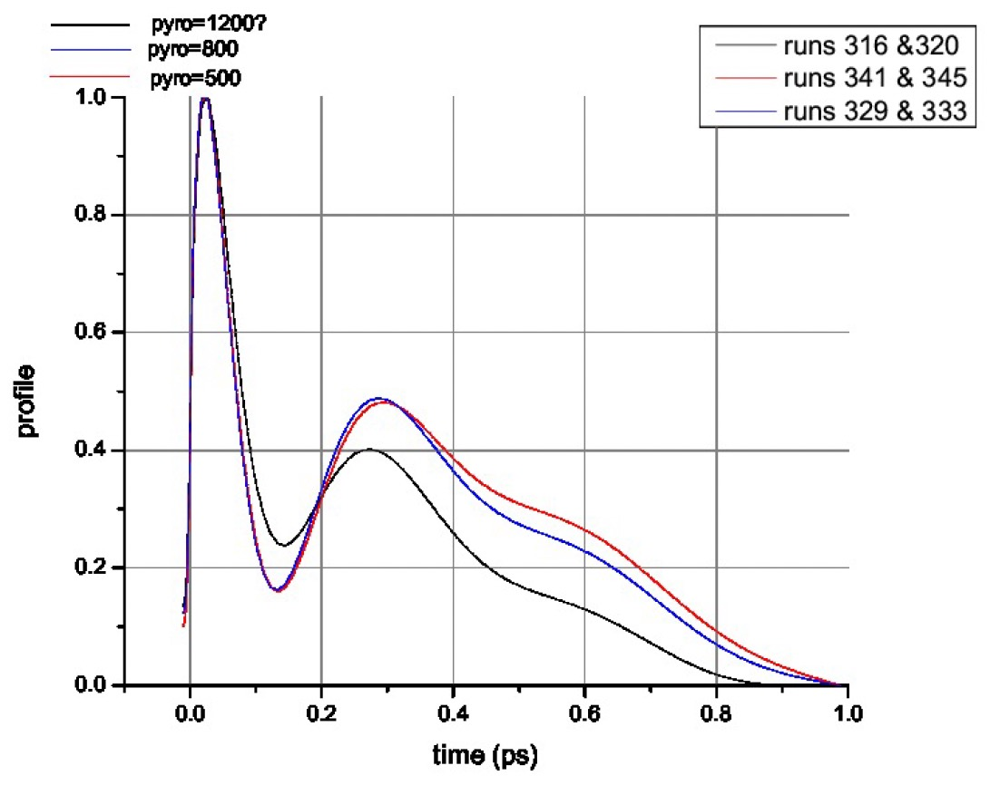 pyro=1200?
pyro=800
pyro=500
runs 316 &320
runs 341 & 345
runs 329 & 333
1.0
0.8
0.6
0.4
0.2
0.0
profile
0.0 0.2 0.4 0.6 0.8 1.0
time (ps)